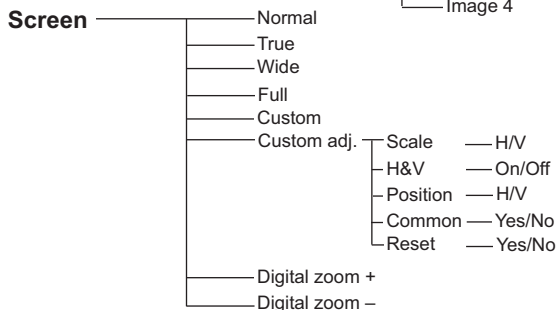 Image 4
Screen Normal
True
Wide
Full
Custom
Custom adj. Scale H/V
H&V On/Off
Position H/V
Common Yes/No
Reset Yes/No
Digital zoom +
Digital zoom –